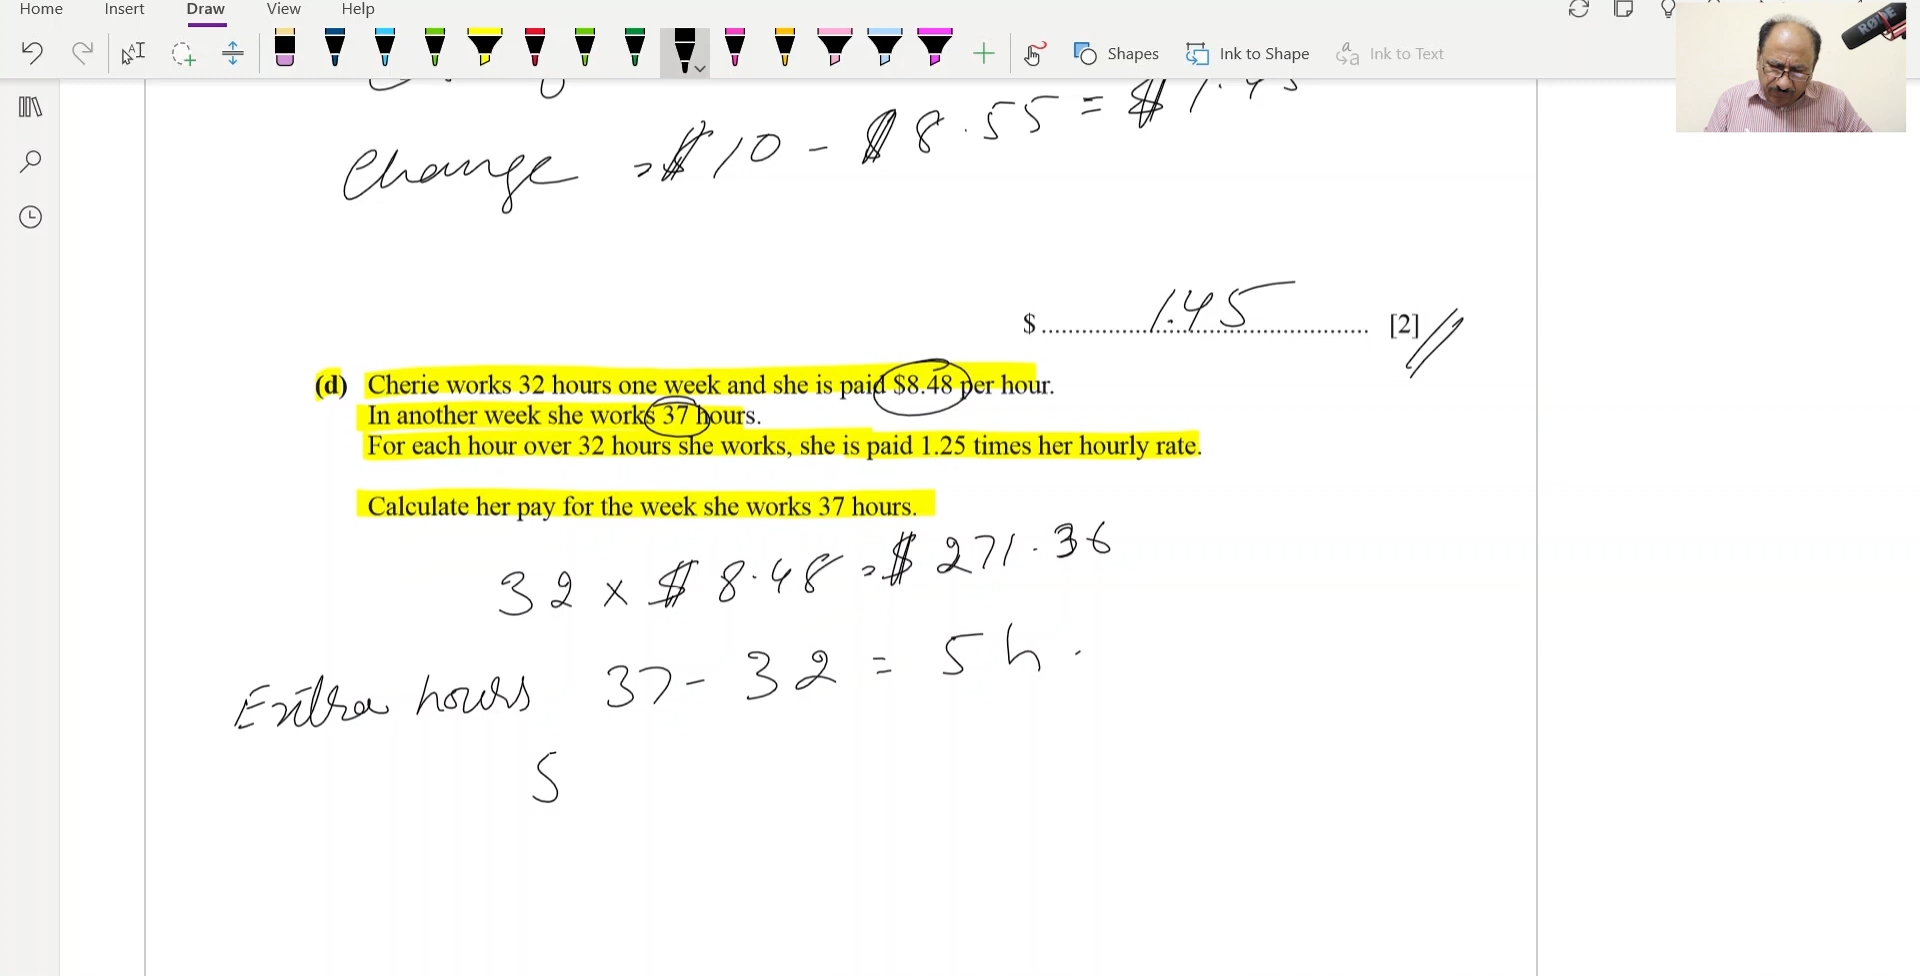 Home Insert Draw View Help
Shapes Ink to Shape Ink to Text
RØDE
Change = $10 - $8.55 = $1.45
$ 1.45 [2]
(d) Cherie works 32 hours one week and she is paid $8.48 per hour.
In another week she works 37 hours.
For each hour over 32 hours she works, she is paid 1.25 times her hourly rate.
Calculate her pay for the week she works 37 hours.
32 x $8.48 = $271.36
Extra hours 37 - 32 = 5h.
5